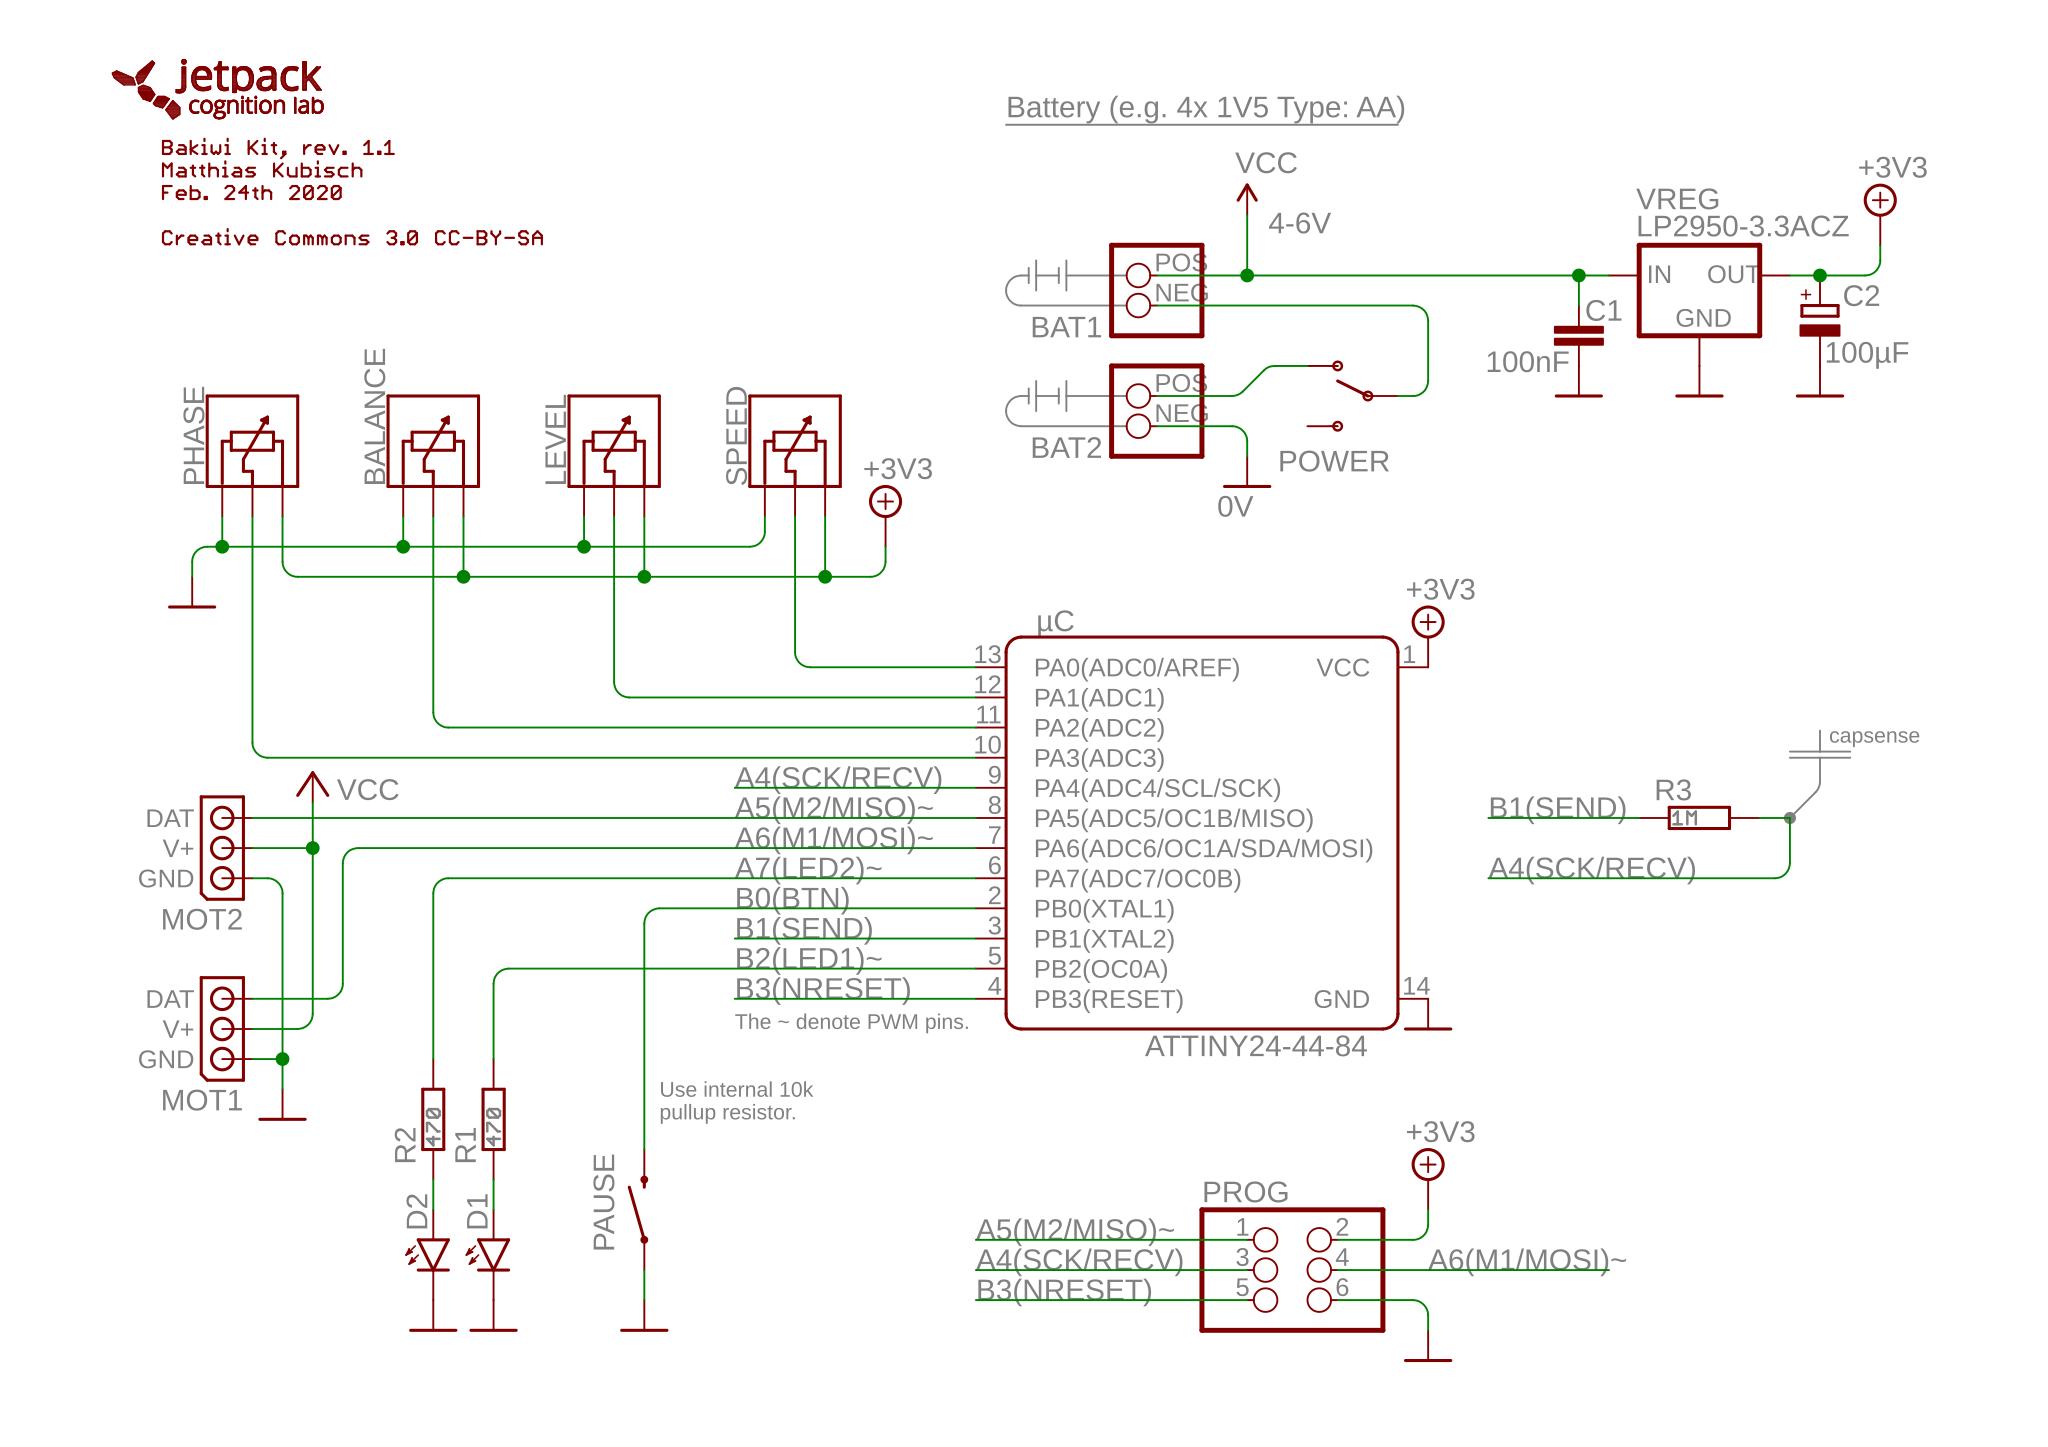 jetpack
cognition lab
Bakiwi Kit, rev. 1.1
Matthias Kubisch
Feb. 24th 2020
Creative Commons 3.0 CC-BY-SA
Battery (e.g. 4x 1V5 Type: AA)
VCC
4-6V
POS
NEG
BAT1
POS
NEG
BAT2
0V
POWER
C1
100nF
VREG
LP2950-3.3ACZ
IN
OUT
GND
+3V3
+
C2
100µF
PHASE
BALANCE
LEVEL
SPEED
+3V3
µC
+3V3
13
PA0(ADC0/AREF)
VCC
1
12
PA1(ADC1)
11
PA2(ADC2)
10
PA3(ADC3)
A4(SCK/RECV)
9
PA4(ADC4/SCL/SCK)
A5(M2/MISO)~
8
PA5(ADC5/OC1B/MISO)
A6(M1/MOSI)~
7
PA6(ADC6/OC1A/SDA/MOSI)
A7(LED2)~
6
PA7(ADC7/OC0B)
B0(BTN)
2
PB0(XTAL1)
B1(SEND)
3
PB1(XTAL2)
B2(LED1)~
5
PB2(OC0A)
B3(NRESET)
4
PB3(RESET)
GND
14
The ~ denote PWM pins.
ATTINY24-44-84
VCC
DAT
V+
GND
MOT2
DAT
V+
GND
MOT1
capsense
B1(SEND)
R3
1M
A4(SCK/RECV)
R2
470
R1
470
D2
D1
Use internal 10k
pullup resistor.
PAUSE
PROG
+3V3
A5(M2/MISO)~
1
2
A4(SCK/RECV)
3
4
A6(M1/MOSI)~
B3(NRESET)
5
6